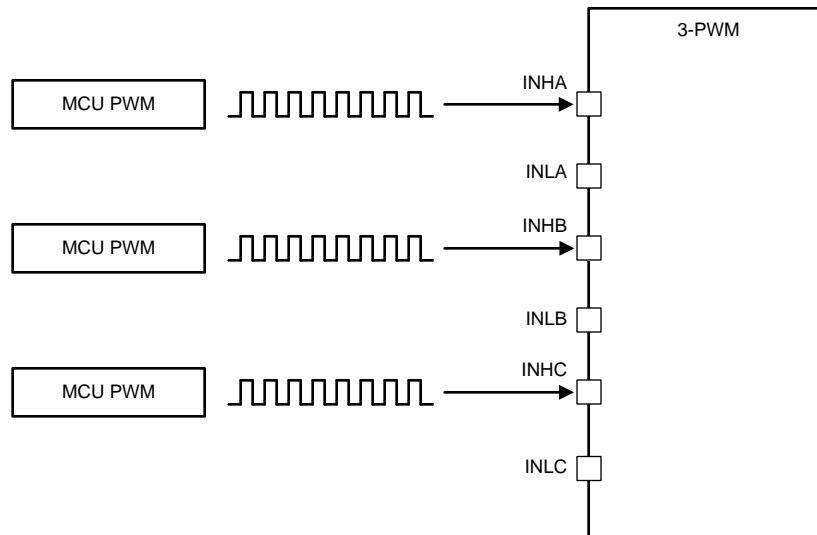 3-PWM
INHA
MCU PWM
INLA
INHB
MCU PWM
INLB
INHC
MCU PWM
INLC